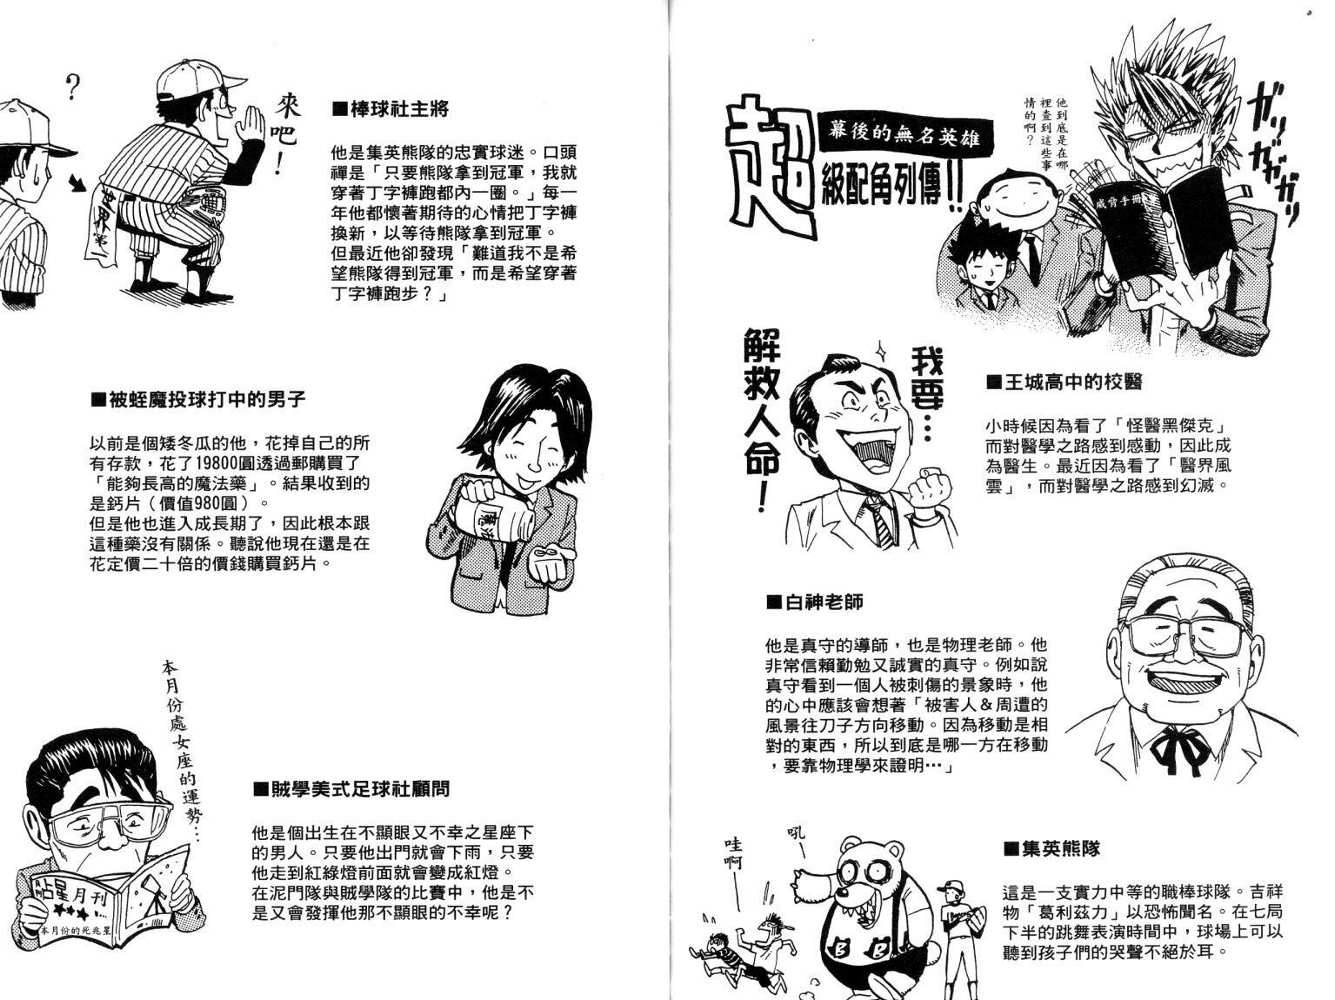 超
幕後的無名英雄
級配角列傳!!
他到底是在哪
裡查到這些事
情的啊?
威脅手冊
ガリ
ガガガリ
■王城高中的校醫
小時候因為看了「怪醫黑傑克」
而對醫學之路感到感動,因此成
為醫生。最近因為看了「醫界風
雲」,而對醫學之路感到幻滅。
我要…
解救人命!
■白神老師
他是真守的導師,也是物理老師。他
非常信賴勤勉又誠實的真守。例如說
真守看到一個人被刺傷的景象時,他
的心中應該會想著「被害人&周遭的
風景往刀子方向移動。因為移動是相
對的東西,所以到底是哪一方在移動
,要靠物理學來證明…」
■集英熊隊
這是一支實力中等的職棒球隊。吉祥
物「葛利茲力」以恐怖聞名。在七局
下半的跳舞表演時間中,球場上可以
聽到孩子們的哭聲不絕於耳。
吼—
哇啊—
■棒球社主將
他是集英熊隊的忠實球迷。口頭
禪是「只要熊隊拿到冠軍,我就
穿著丁字褲跑都內一圈。」每一
年他都懷著期待的心情把丁字褲
換新,以等待熊隊拿到冠軍。
但最近他卻發現「難道我不是希
望熊隊得到冠軍,而是希望穿著
丁字褲跑步?」
來吧!
?
世界第一
■被蛭魔投球打中的男子
以前是個矮冬瓜的他,花掉自己的所
有存款,花了19800圓透過郵購買了
「能夠長高的魔法藥」。結果收到的
是鈣片(價值980圓)。
但是他也進入成長期了,因此根本跟
這種藥沒有關係。聽說他現在還是在
花定價二十倍的價錢購買鈣片。
魔法
■賊學美式足球社顧問
他是個出生在不顯眼又不幸之星座下
的男人。只要他出門就會下雨,只要
他走到紅綠燈前面就會變成紅燈。
在泥門隊與賊學隊的比賽中,他是不
是又會發揮他那不顯眼的不幸呢?
本月份處女座的運勢…
占星月刊
本月份的死兆星